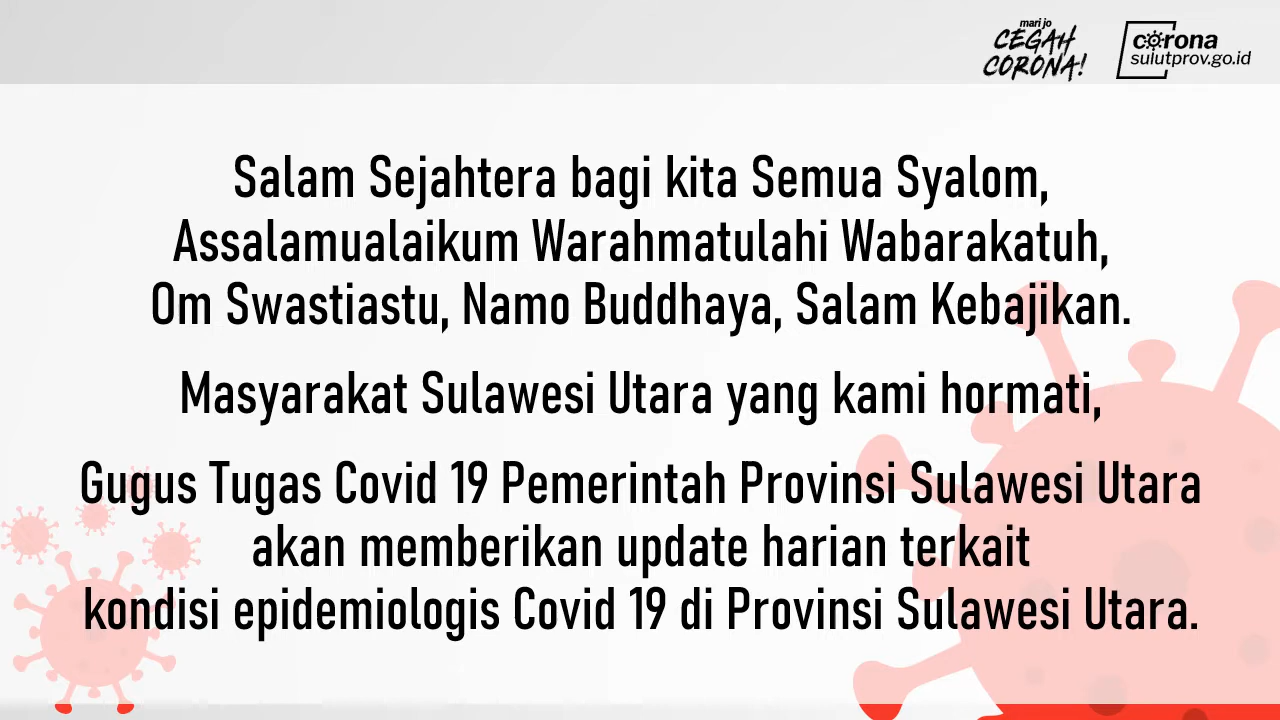 mari jo
CEGAH
CORONA!
corona
sulutprov.go.id
Salam Sejahtera bagi kita Semua Syalom,
Assalamualaikum Warahmatulahi Wabarakatuh,
Om Swastiastu, Namo Buddhaya, Salam Kebajikan.
Masyarakat Sulawesi Utara yang kami hormati,
Gugus Tugas Covid 19 Pemerintah Provinsi Sulawesi Utara
akan memberikan update harian terkait
kondisi epidemiologis Covid 19 di Provinsi Sulawesi Utara.